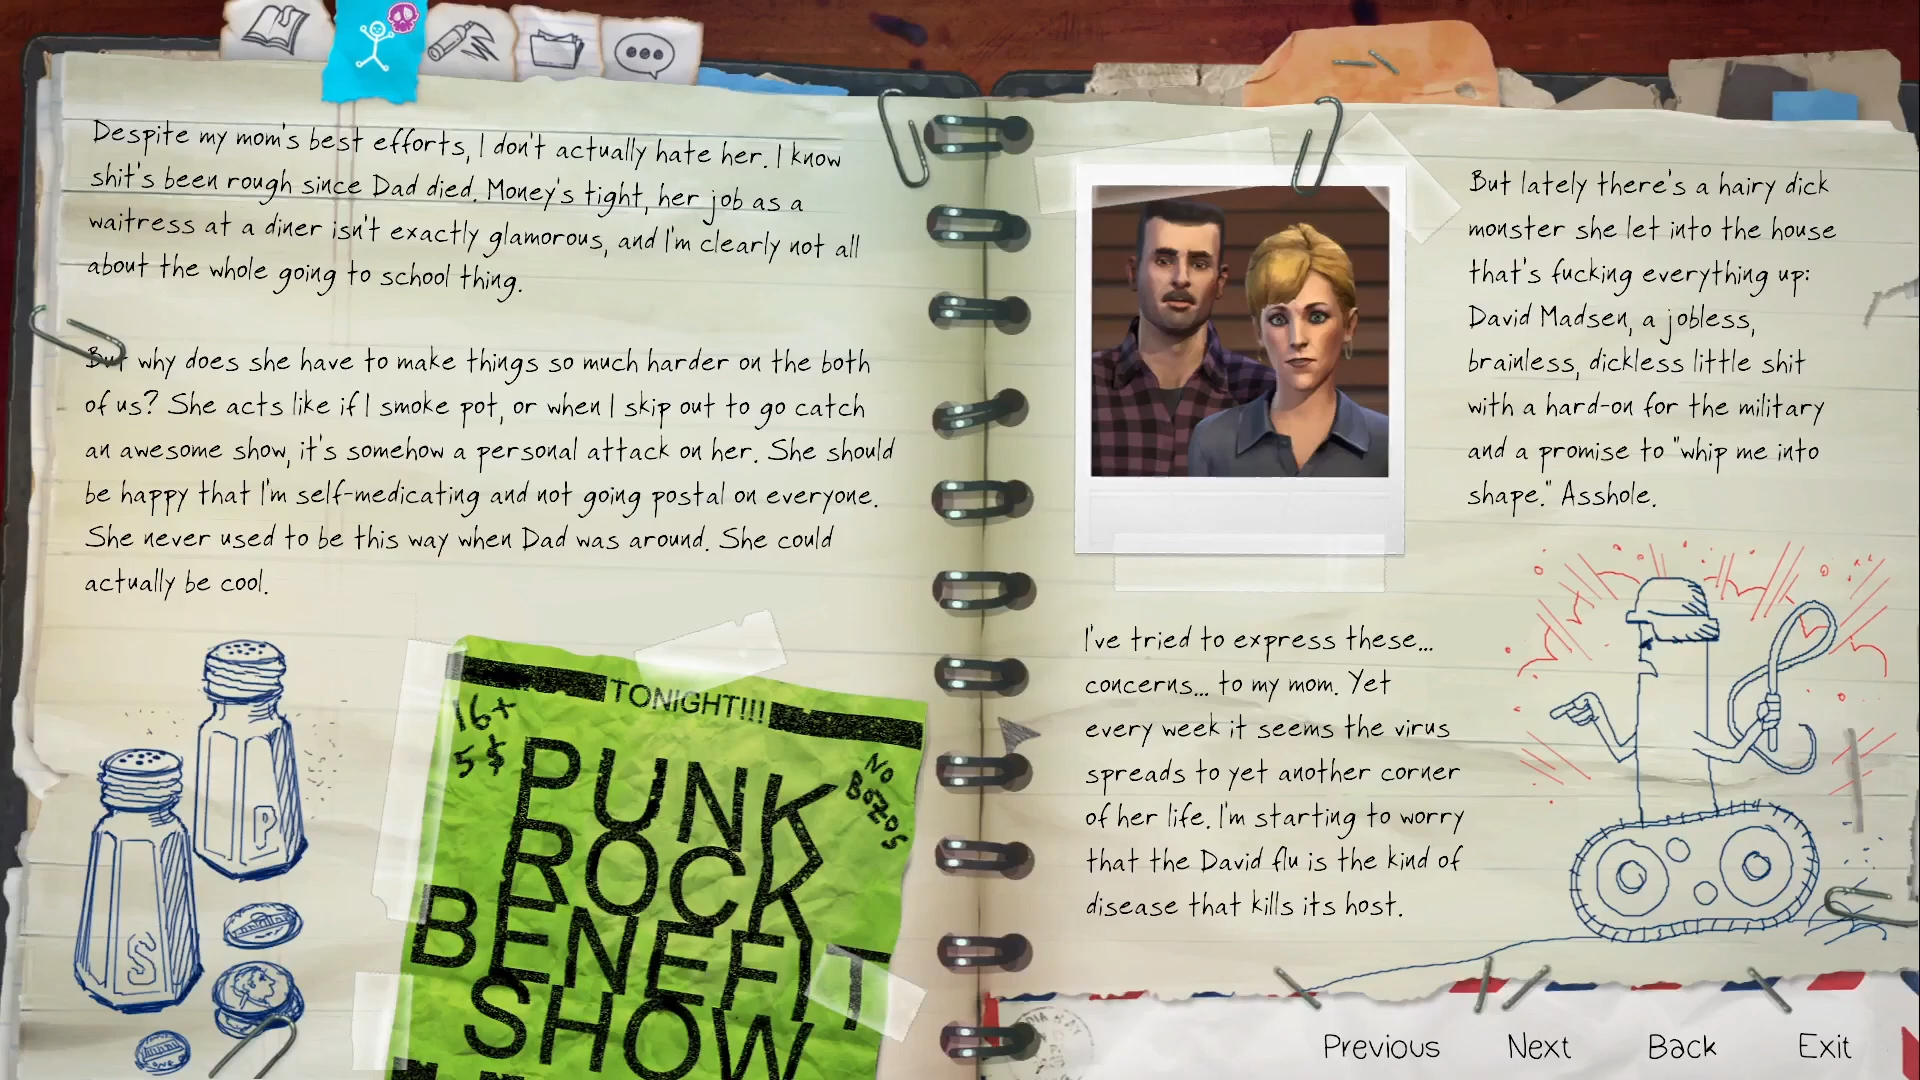 Despite my mom's best efforts, I don't actually hate her. I know
shit's been rough since Dad died. Money's tight, her job as a
waitress at a diner isn't exactly glamorous, and I'm clearly not all
about the whole going to school thing.
But why does she have to make things so much harder on the both
of us? She acts like if I smoke pot, or when I skip out to go catch
an awesome show, it's somehow a personal attack on her. She should
be happy that I'm self-medicating and not going postal on everyone.
She never used to be this way when Dad was around. She could
actually be cool.
P
S
TONIGHT!!!
16+
5$
NO
BOZOS
PUNK
ROCK
BENEFIT
SHOW
But lately there's a hairy dick
monster she let into the house
that's fucking everything up:
David Madsen, a jobless,
brainless, dickless little shit
with a hard-on for the military
and a promise to "whip me into
shape." Asshole.
I've tried to express these...
concerns... to my mom. Yet
every week it seems the virus
spreads to yet another corner
of her life. I'm starting to worry
that the David flu is the kind of
disease that kills its host.
Previous
Next
Back
Exit